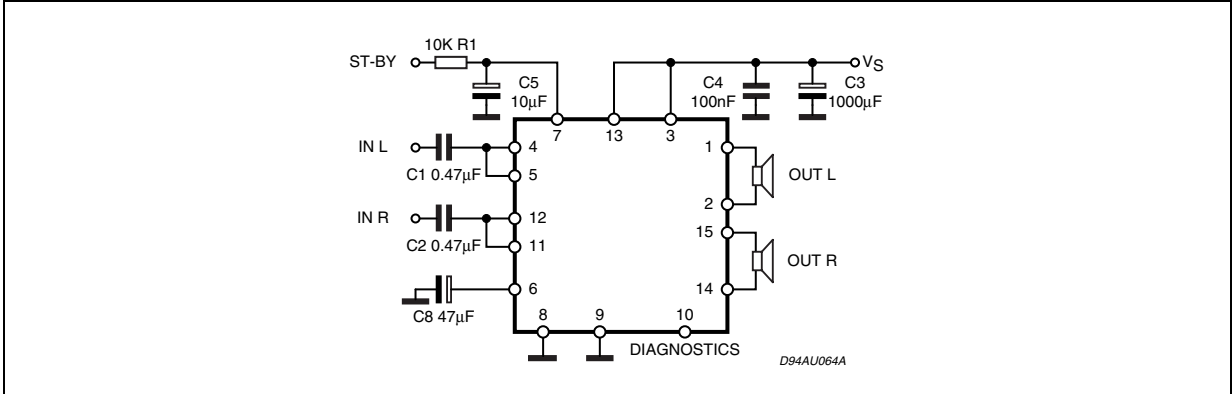 10K R1
ST-BY
VS
C5
10µF
C4
100nF
C3
1000µF
7
13
3
IN L
4
1
C1 0.47µF
5
OUT L
2
IN R
12
15
C2 0.47µF
11
OUT R
6
14
C8 47µF
8
9
10
DIAGNOSTICS
D94AU064A